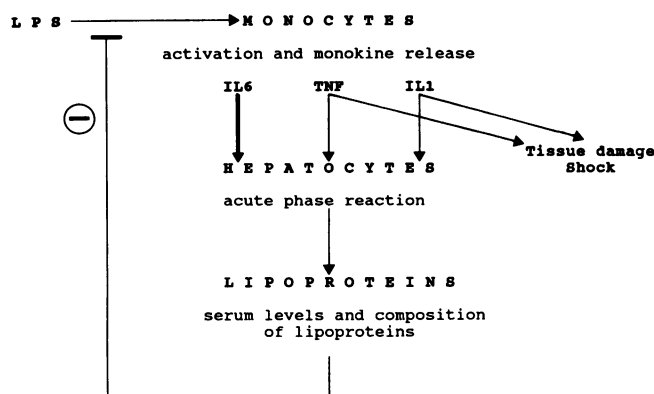 L P S
M O N O C Y T E S
activation and monokine release
IL6 TNF IL1
Tissue damage
Shock
H E P A T O C Y T E S
acute phase reaction
L I P O P R O T E I N S
serum levels and composition
of lipoproteins